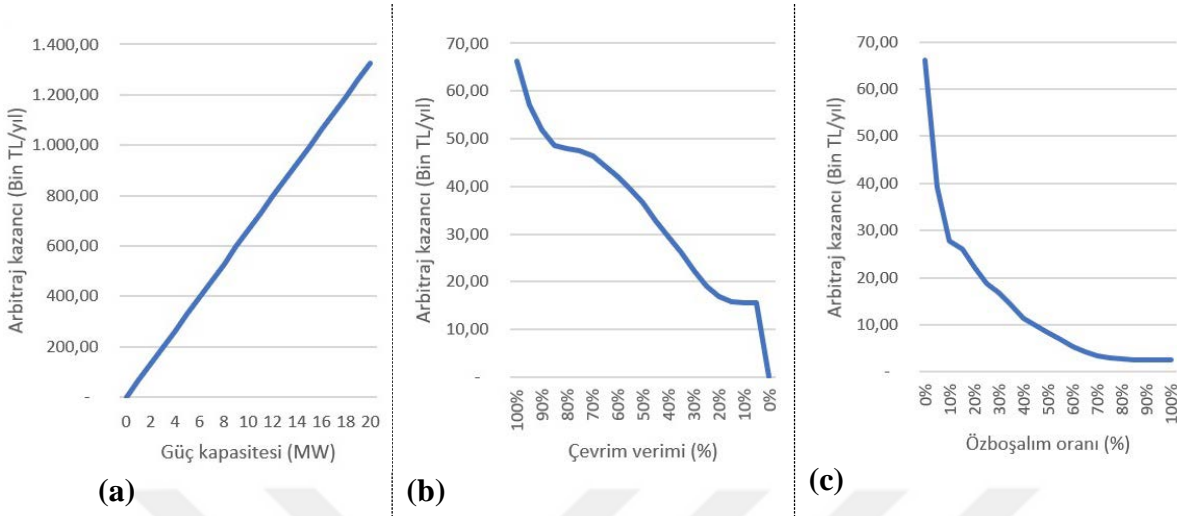 1.400,00
1.200,00
1.000,00
800,00
600,00
400,00
200,00
-
Arbitraj kazancı (Bin TL/yıl)
0 2 4 6 8 10 12 14 16 18 20
Güç kapasitesi (MW)
(a)
70,00
60,00
50,00
40,00
30,00
20,00
10,00
-
Arbitraj kazancı (Bin TL/yıl)
100% 90% 80% 70% 60% 50% 40% 30% 20% 10% 0%
Çevrim verimi (%)
(b)
70,00
60,00
50,00
40,00
30,00
20,00
10,00
-
Arbitraj kazancı (Bin TL/yıl)
0% 10% 20% 30% 40% 50% 60% 70% 80% 90% 100%
Özboşalım oranı (%)
(c)